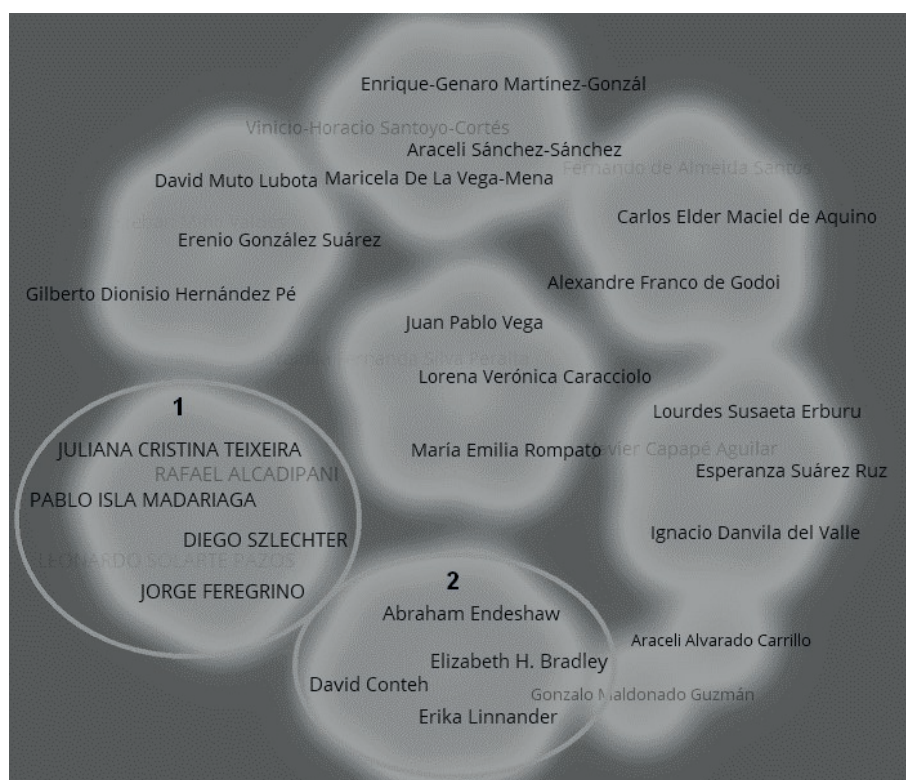 Enrique-Genaro Martínez-Gonzál
Vinicio-Horacio Santoyo-Cortés
Araceli Sánchez-Sánchez
Fernando de Almeida Santos
David Muto Lubota
Maricela De La Vega-Mena
Carlos Elder Maciel de Aquino
Erenio González Suárez
Alexandre Franco de Godoi
Gilberto Dionisio Hernández Pé
Juan Pablo Vega
Fernanda Silva Peralta
Lorena Verónica Caracciolo
1
Lourdes Susaeta Erburu
JULIANA CRISTINA TEIXEIRA
María Emilia Rompato
Capapé Aguilar
RAFAEL ALCADIPANI
Esperanza Suárez Ruz
PABLO ISLA MADARIAGA
Ignacio Danvila del Valle
DIEGO SZLECHTER
LEONARDO SOLARTE PAZOS
JORGE FEREGRINO
2
Abraham Endeshaw
Araceli Alvarado Carrillo
Elizabeth H. Bradley
David Conteh
Gonzalo Maldonado Guzmán
Erika Linnander